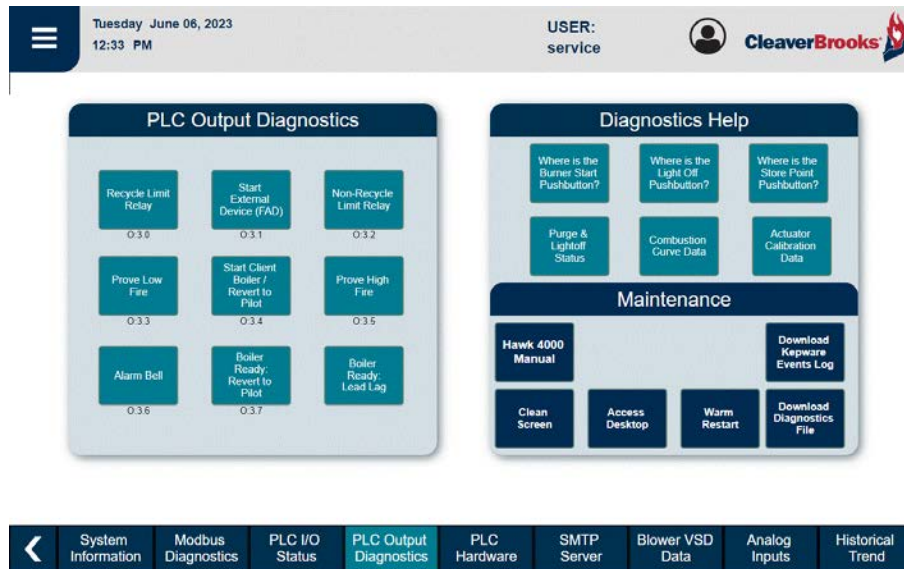 Tuesday June 06, 2023
12:33 PM
USER:
service
CleaverBrooks
PLC Output Diagnostics
Recycle Limit
Relay
O:3.0
Start
External
Device (FAD)
O:3.1
Non-Recycle
Limit Relay
O:3.2
Prove Low
Fire
O:3.3
Start Client
Boiler /
Revert to
Pilot
O:3.4
Prove High
Fire
O:3.5
Alarm Bell
O:3.6
Boiler
Ready:
Revert to
Pilot
O:3.7
Boiler
Ready:
Lead Lag
Diagnostics Help
Where is the
Burner Start
Pushbutton?
Where is the
Light Off
Pushbutton?
Where is the
Store Point
Pushbutton?
Purge &
Lightoff
Status
Combustion
Curve Data
Actuator
Calibration
Data
Maintenance
Hawk 4000
Manual
Download
Kepware
Events Log
Clean
Screen
Access
Desktop
Warm
Restart
Download
Diagnostics
File
System
Information
Modbus
Diagnostics
PLC I/O
Status
PLC Output
Diagnostics
PLC
Hardware
SMTP
Server
Blower VSD
Data
Analog
Inputs
Historical
Trend